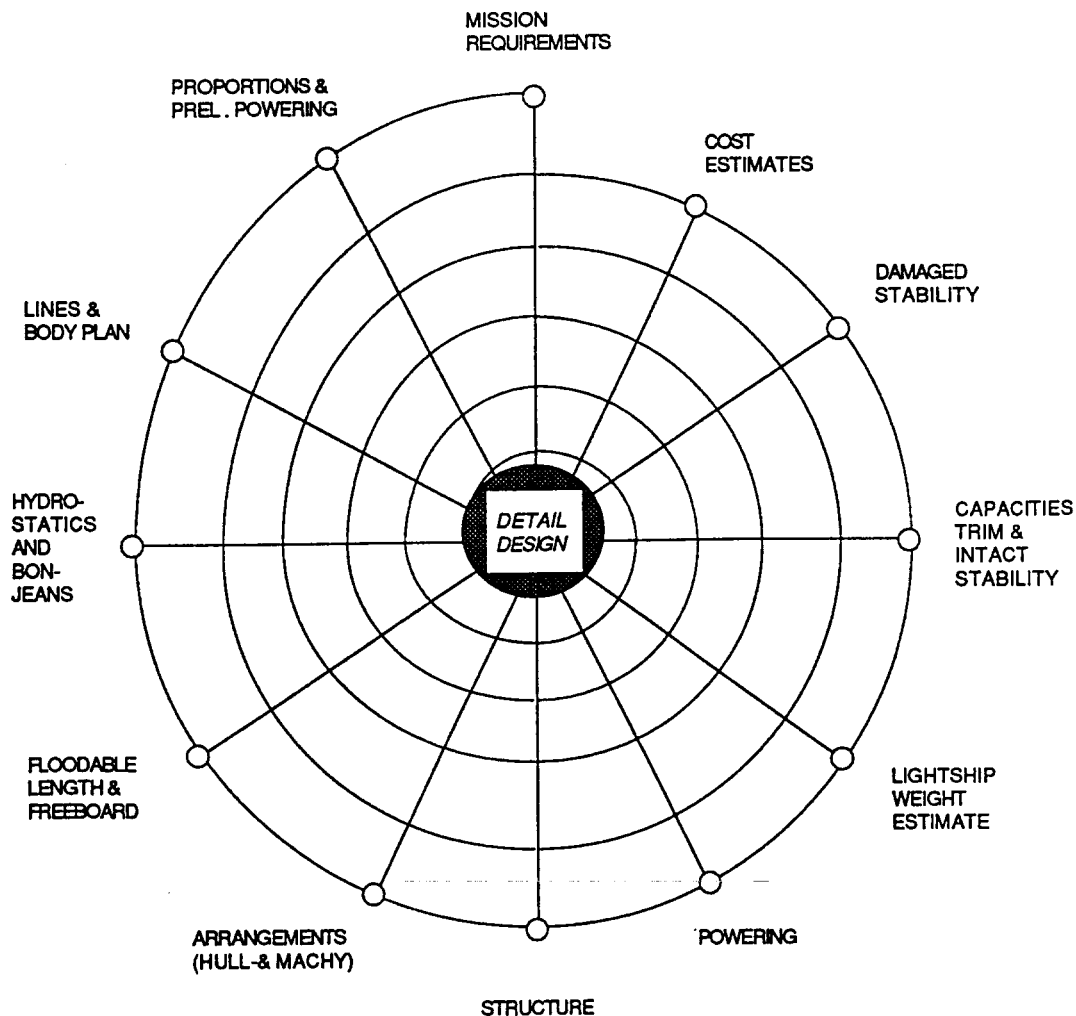 MISSION
REQUIREMENTS
PROPORTIONS &
PREL. POWERING
COST
ESTIMATES
DAMAGED
STABILITY
LINES &
BODY PLAN
HYDRO-
STATICS
AND
BON-
JEANS
DETAIL
DESIGN
CAPACITIES
TRIM &
INTACT
STABILITY
FLOODABLE
LENGTH &
FREEBOARD
LIGHTSHIP
WEIGHT
ESTIMATE
ARRANGEMENTS
(HULL-& MACHY)
POWERING
STRUCTURE